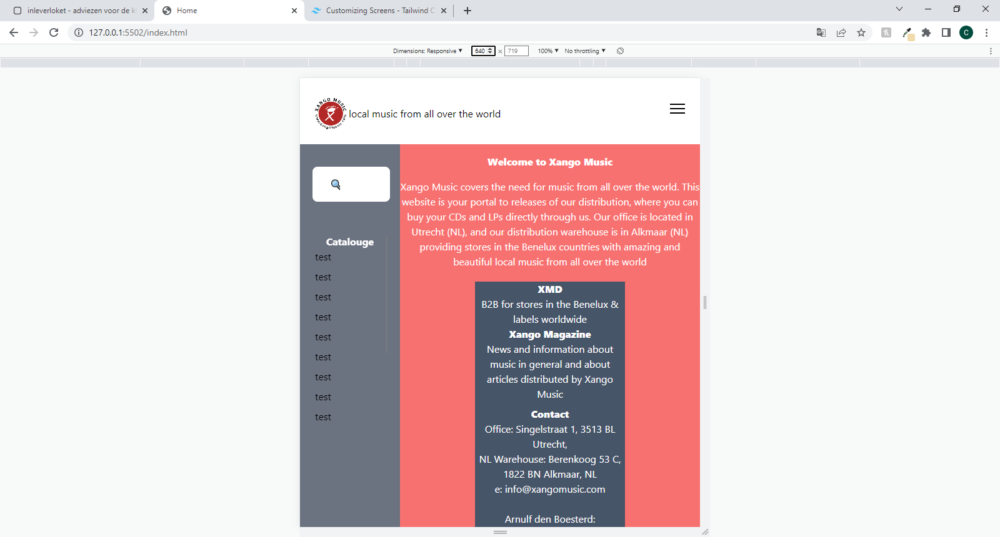 inleverloket - adviezen voor de kl
Home
Customizing Screens - Tailwind C
127.0.0.1:5502/index.html
C
Dimensions: Responsive ▼ 640 × 719 100% ▼ No throttling ▼
XANGO MUSIC
www.xangomusic.com
local music from all over the world
Welcome to Xango Music
Xango Music covers the need for music from all over the world. This
website is your portal to releases of our distribution, where you can
buy your CDs and LPs directly through us. Our office is located in
Utrecht (NL), and our distribution warehouse is in Alkmaar (NL)
providing stores in the Benelux countries with amazing and
beautiful local music from all over the world
Catalouge
test
test
test
test
test
test
test
test
test
XMD
B2B for stores in the Benelux &
labels worldwide
Xango Magazine
News and information about
music in general and about
articles distributed by Xango
Music
Contact
Office: Singelstraat 1, 3513 BL
Utrecht,
NL Warehouse: Berenkoog 53 C,
1822 BN Alkmaar, NL
e: info@xangomusic.com
Arnulf den Boesterd: